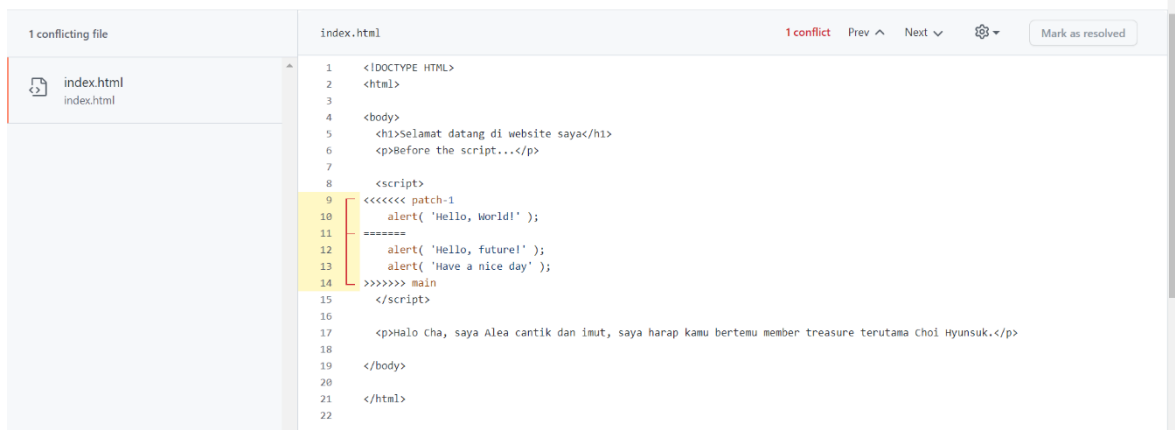 1 conflicting file
index.html
index.html
index.html 1 conflict Prev Next Mark as resolved
1 <!DOCTYPE HTML>
2 <html>
3
4 <body>
5 <h1>Selamat datang di website saya</h1>
6 <p>Before the script...</p>
7
8 <script>
9 <<<<<<< patch-1
10 alert( 'Hello, World!' );
11 =======
12 alert( 'Hello, future!' );
13 alert( 'Have a nice day' );
14 >>>>>>> main
15 </script>
16
17 <p>Halo Cha, saya Alea cantik dan imut, saya harap kamu bertemu member treasure terutama Choi Hyunsuk.</p>
18
19 </body>
20
21 </html>
22